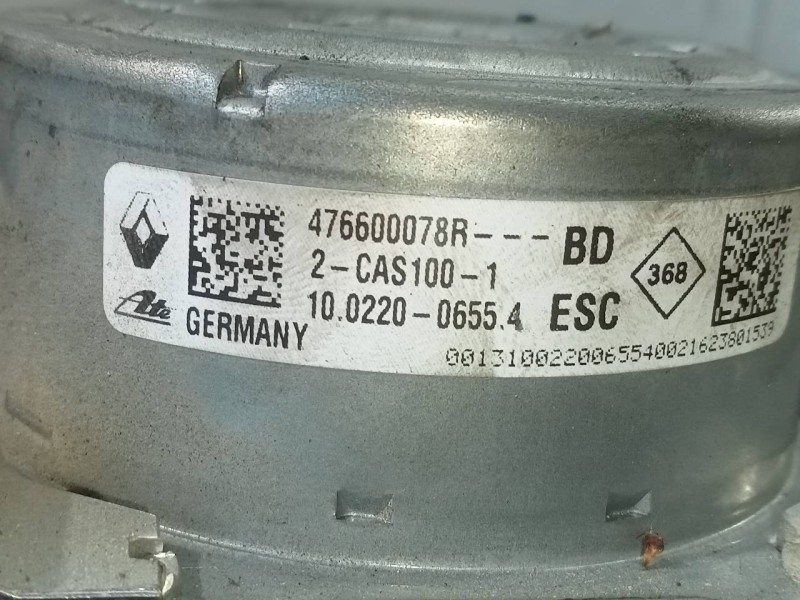 476600078R--- BD
2-CAS100-1
10.0220-0655.4 ESC
368
Ate
GERMANY
0013100220065540021623801539